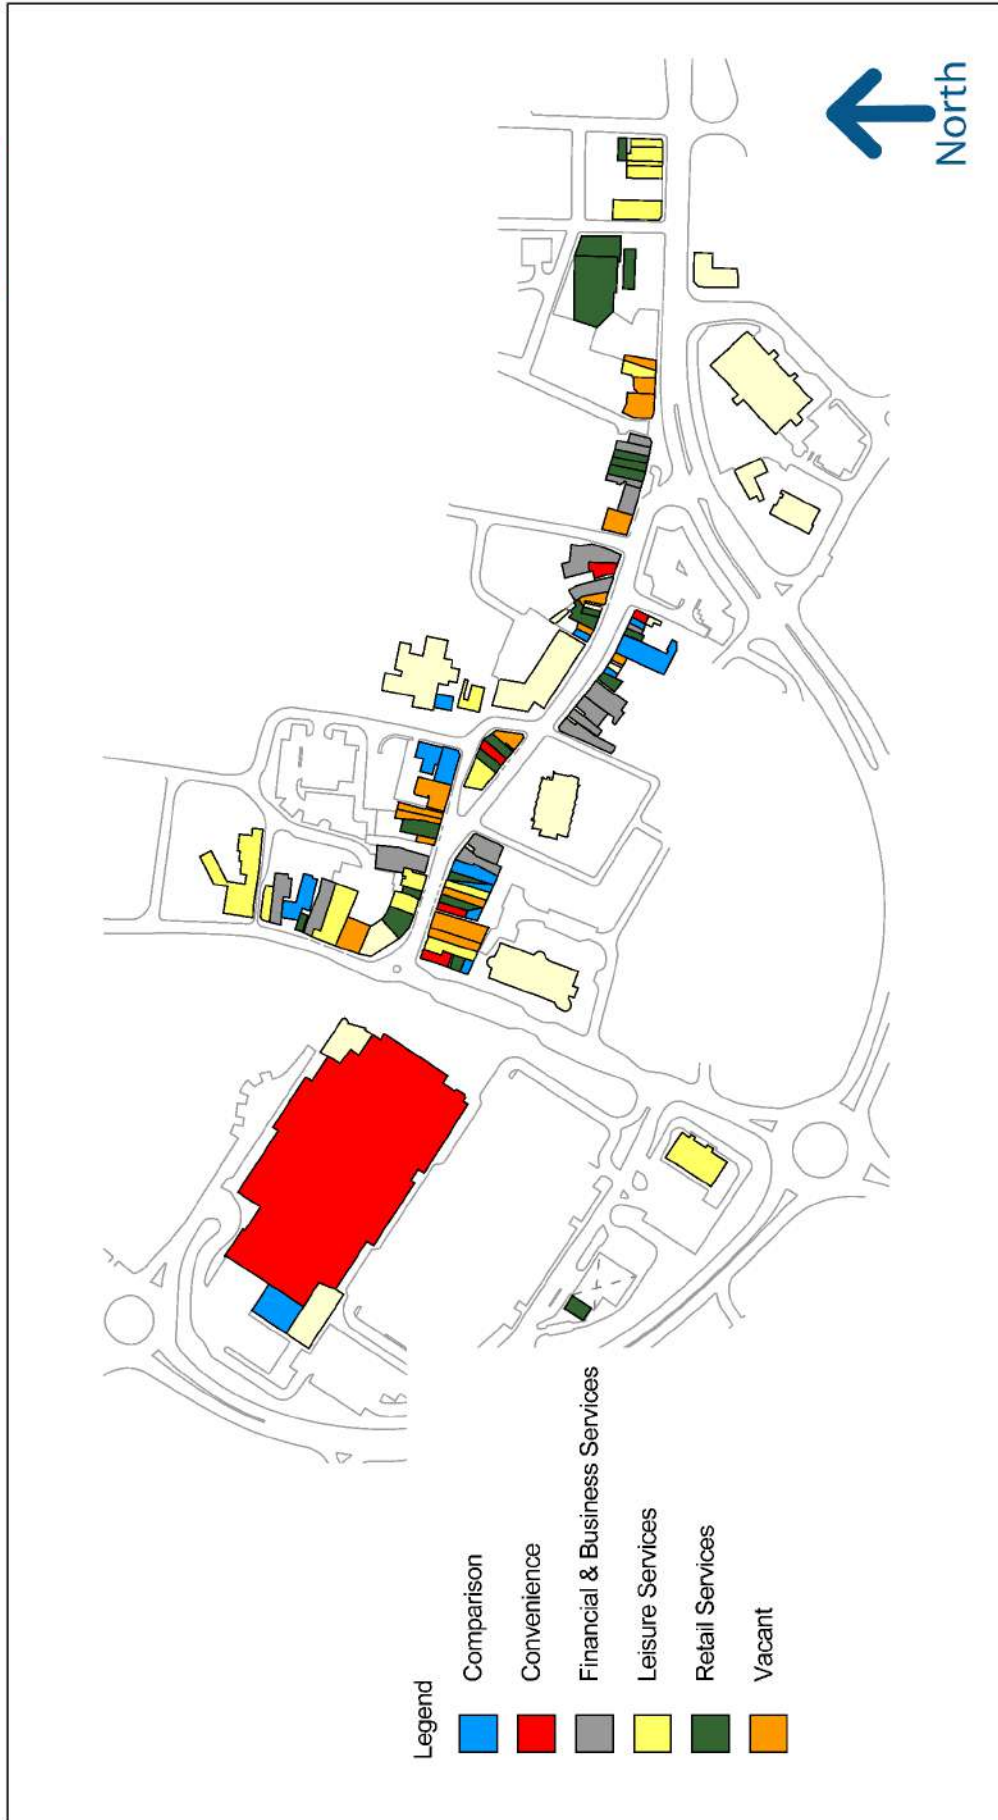 North
Legend
Comparison
Convenience
Financial & Business Services
Leisure Services
Retail Services
Vacant